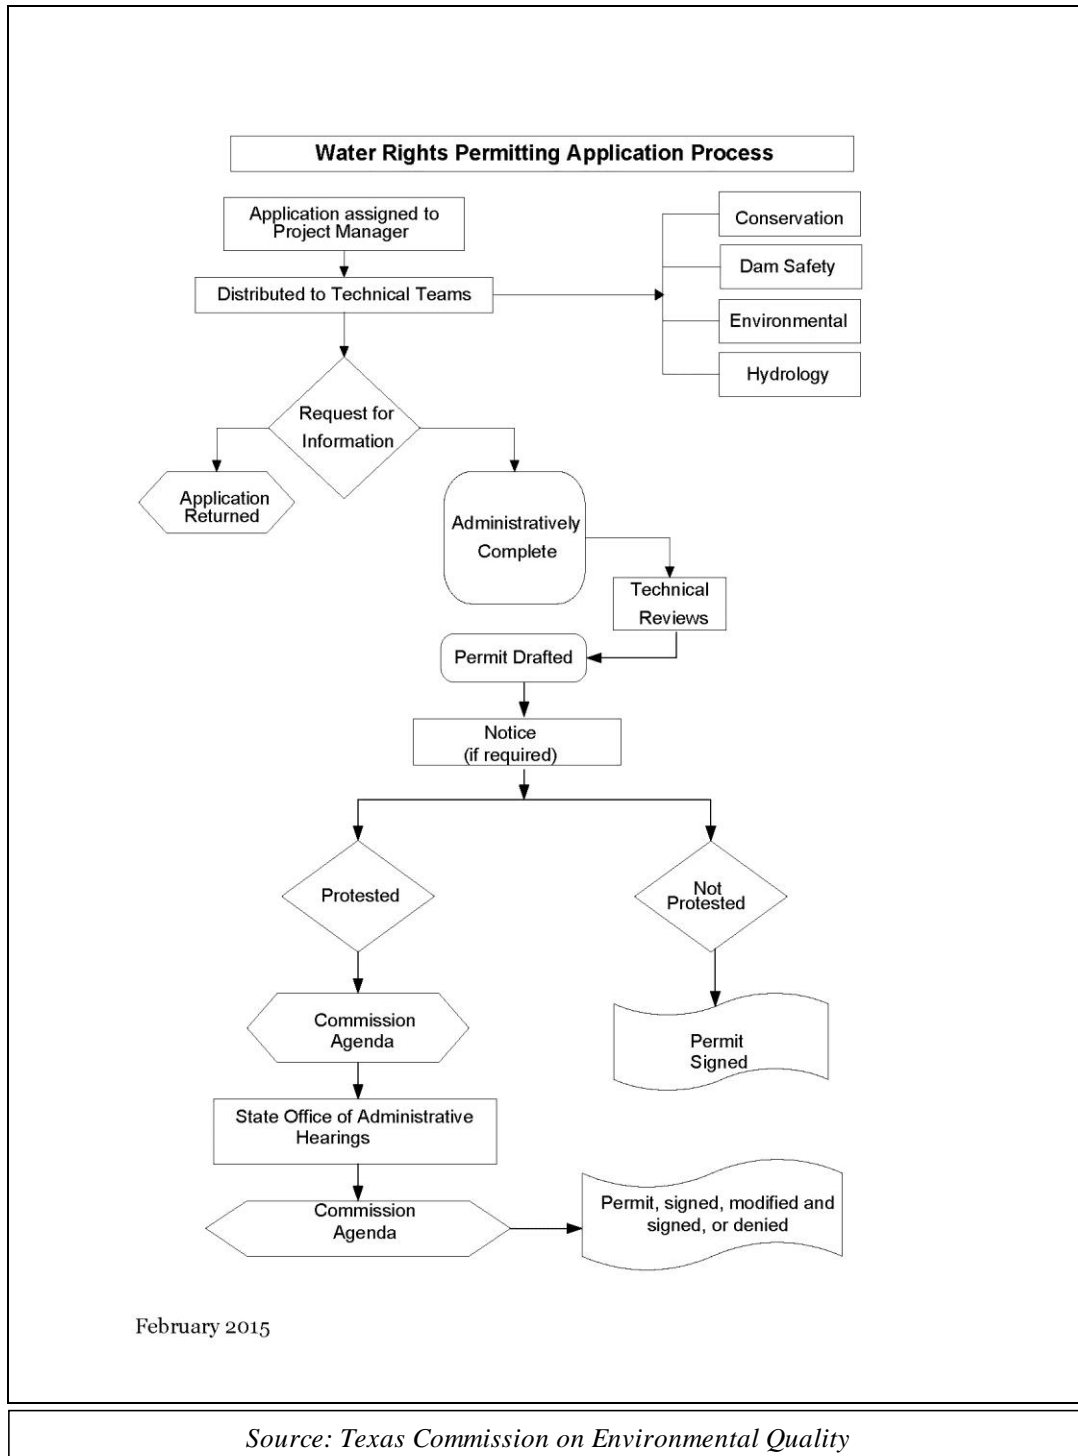 Water Rights Permitting Application Process
Application assigned to
Project Manager
Distributed to Technical Teams
Conservation
Dam Safety
Environmental
Hydrology
Request for
Information
Application
Returned
Administratively
Complete
Technical
Reviews
Permit Drafted
Notice
(if required)
Protested
Not
Protested
Commission
Agenda
Permit
Signed
State Office of Administrative
Hearings
Commission
Agenda
Permit, signed, modified and
signed, or denied
February 2015
Source: Texas Commission on Environmental Quality